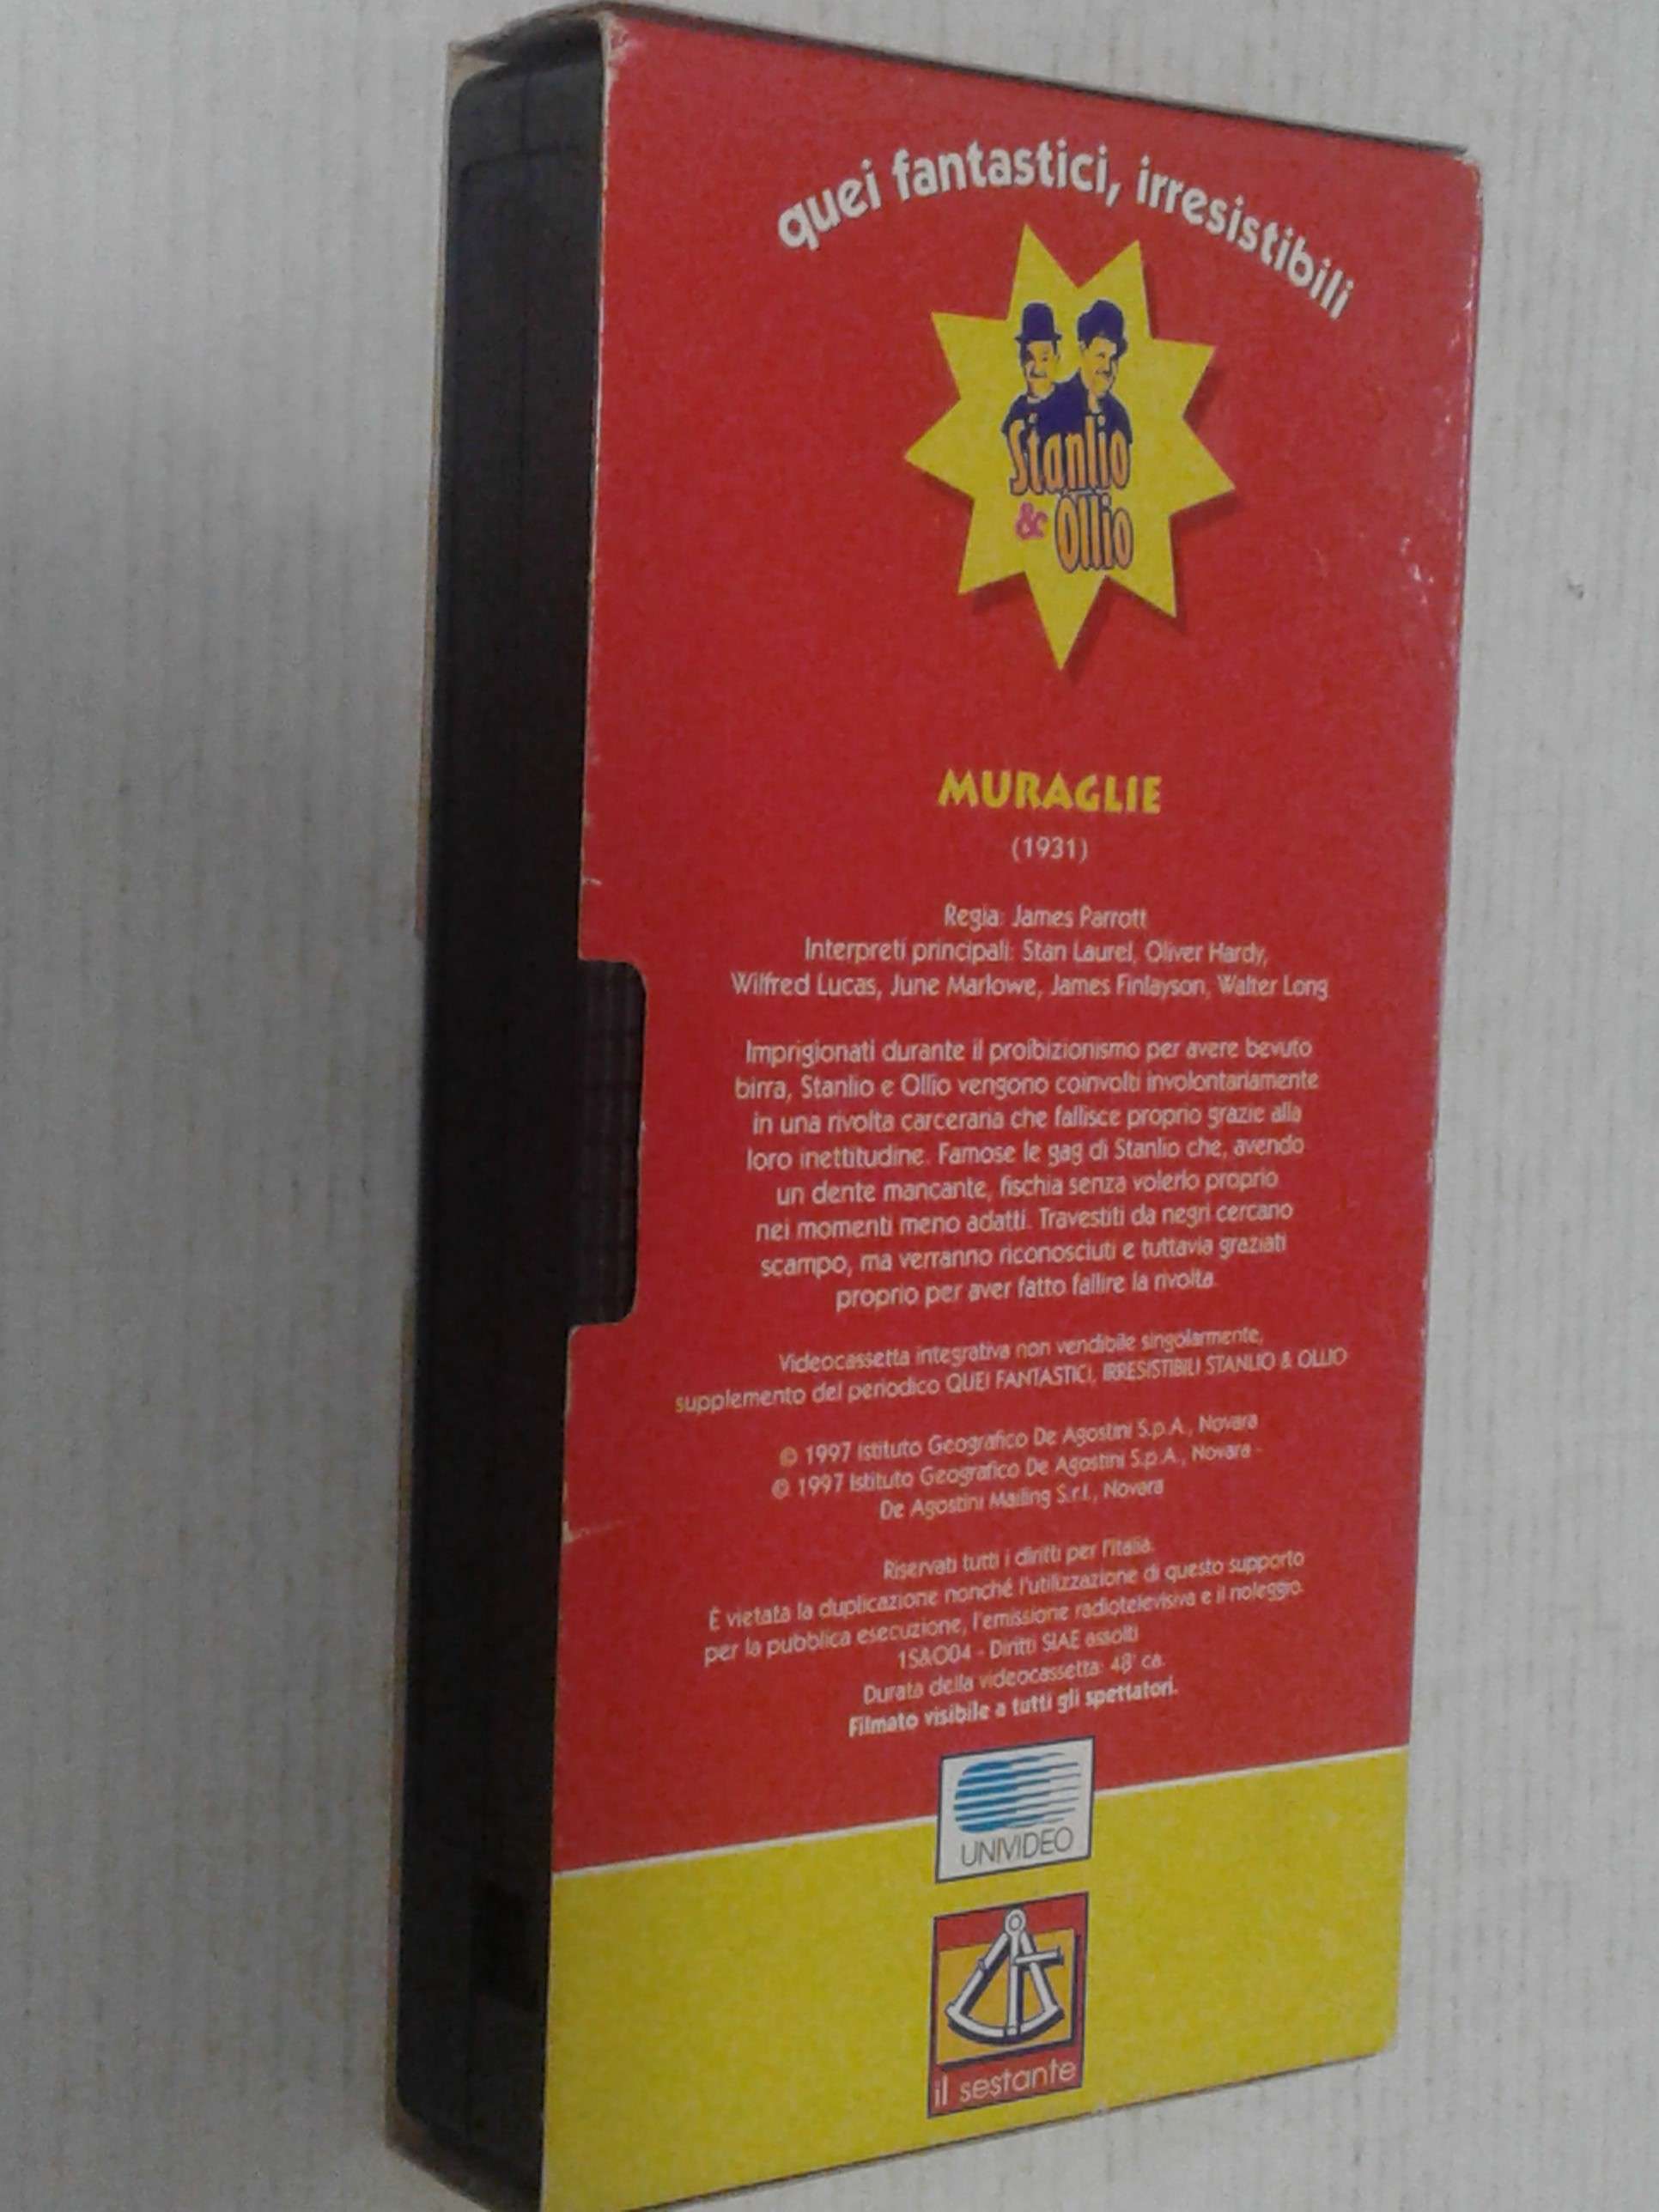 quei fantastici, irresistibili
Stanlio
& Ollio
MURAGLIE
(1931)
Regia: James Parrott
Interpreti principali: Stan Laurel, Oliver Hardy,
Wilfred Lucas, June Marlowe, James Finlayson, Walter Long
Imprigionati durante il proibizionismo per avere bevuto
birra, Stanlio e Ollio vengono coinvolti involontariamente
in una rivolta carceraria che fallisce proprio grazie alla
loro inettitudine. Famose le gag di Stanlio che, avendo
un dente mancante, fischia senza volerlo proprio
nei momenti meno adatti. Travestiti da negri cercano
scampo, ma verranno riconosciuti e tuttavia graziati
proprio per aver fatto fallire la rivolta.
Videocassetta integrativa non vendibile singolarmente,
supplemento del periodico QUEI FANTASTICI, IRRESISTIBILI STANLIO & OLLIO
© 1997 Istituto Geografico De Agostini S.p.A., Novara
℗ 1997 Istituto Geografico De Agostini S.p.A., Novara -
De Agostini Mailing S.r.l., Novara
Riservati tutti i diritti per l'Italia.
È vietata la duplicazione nonché l'utilizzazione di questo supporto
per la pubblica esecuzione, l'emissione radiotelevisiva e il noleggio.
1S&O04 - Diritti SIAE assolti
Durata della videocassetta: 48' ca.
Filmato visibile a tutti gli spettatori.
UNIVIDEO
il sestante